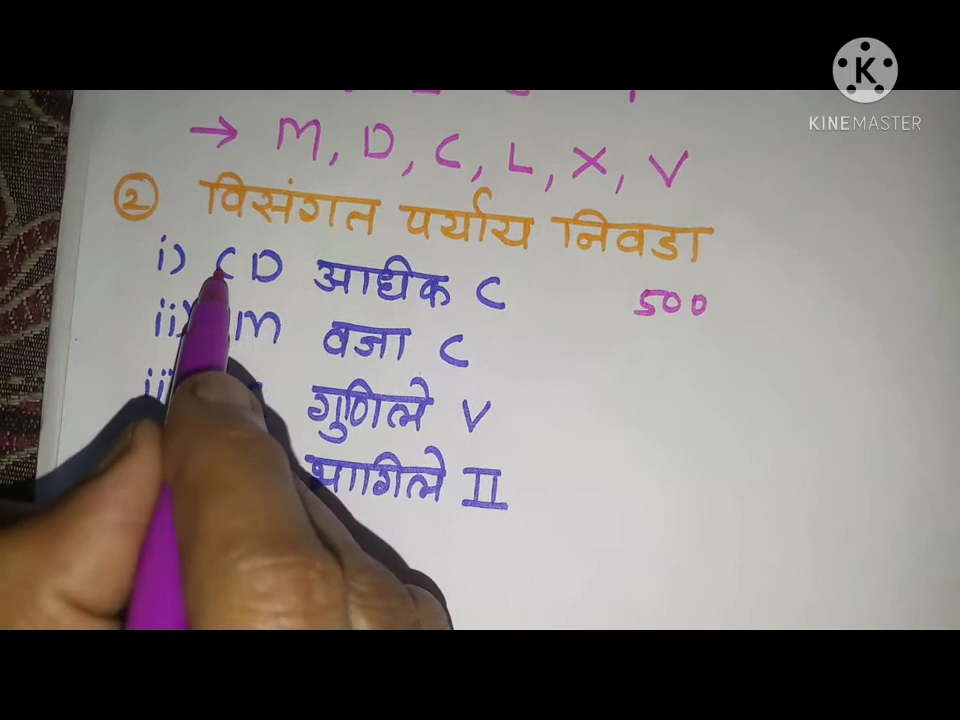 → M, D, C, L, X, V
② विसंगत पर्याय निवडा
i) CD आधीक C 500
ii) M वजा C
गुणिले V
भागिले II
K
KINEMASTER